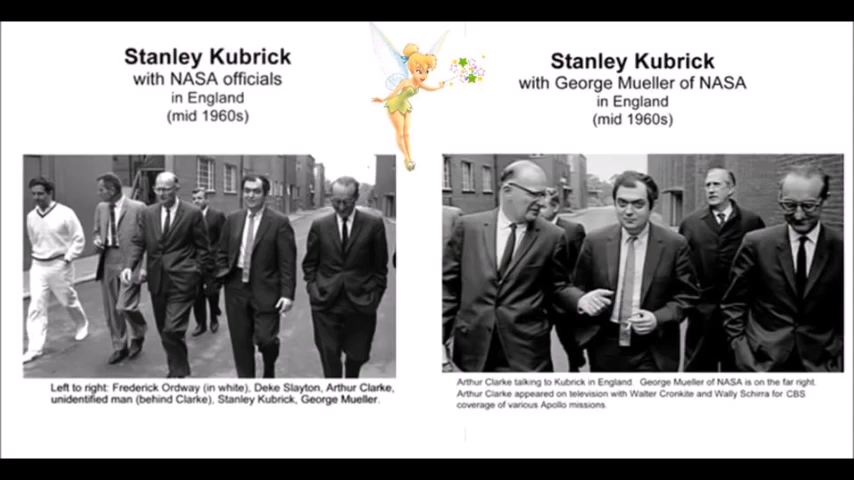 Stanley Kubrick
with NASA officials
in England
(mid 1960s)
Left to right: Frederick Ordway (in white), Deke Slayton, Arthur Clarke,
unidentified man (behind Clarke), Stanley Kubrick, George Mueller.
Stanley Kubrick
with George Mueller of NASA
in England
(mid 1960s)
Arthur Clarke talking to Kubrick in England. George Mueller of NASA is on the far right.
Arthur Clarke appeared on television with Walter Cronkite and Wally Schirra for CBS
coverage of various Apollo missions.